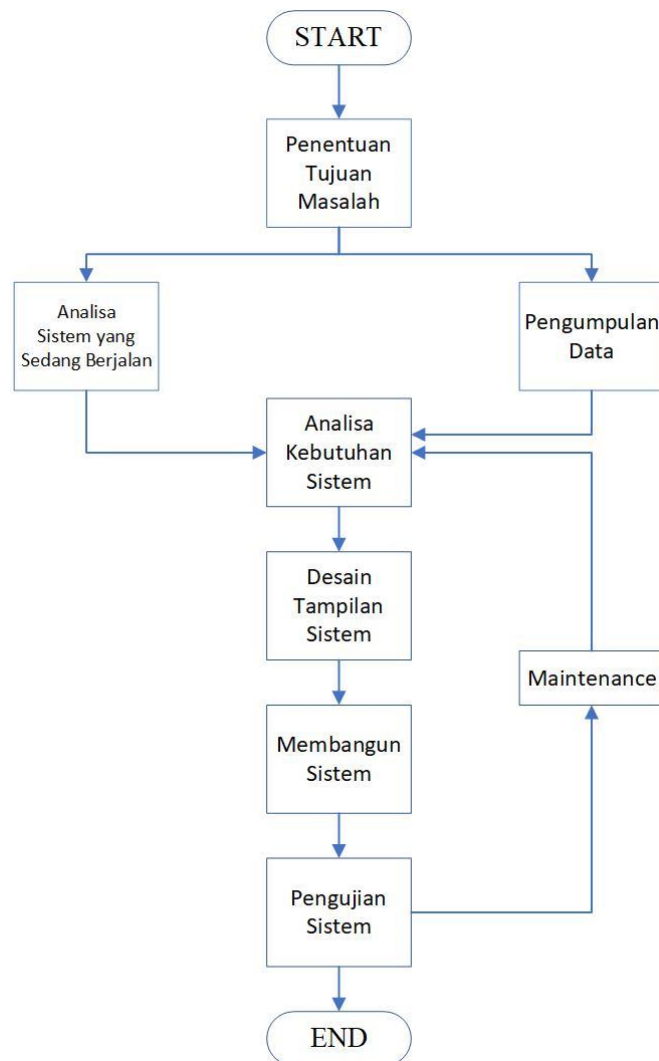 START
Penentuan
Tujuan
Masalah
Analisa
Sistem yang
Sedang Berjalan
Pengumpulan
Data
Analisa
Kebutuhan
Sistem
Desain
Tampilan
Sistem
Maintenance
Membangun
Sistem
Pengujian
Sistem
END